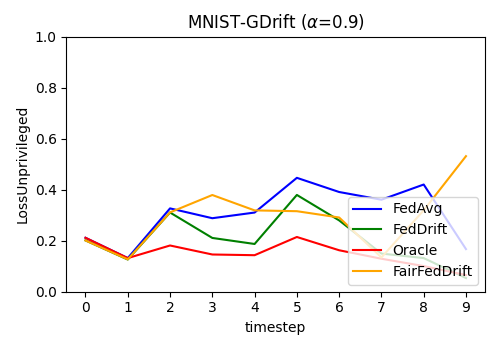 MNIST-GDrift (α=0.9)
LossUnprivileged
1.0
0.8
0.6
0.4
0.2
0.0
FedAvg
FedDrift
Oracle
FairFedDrift
0 1 2 3 4 5 6 7 8 9
timestep